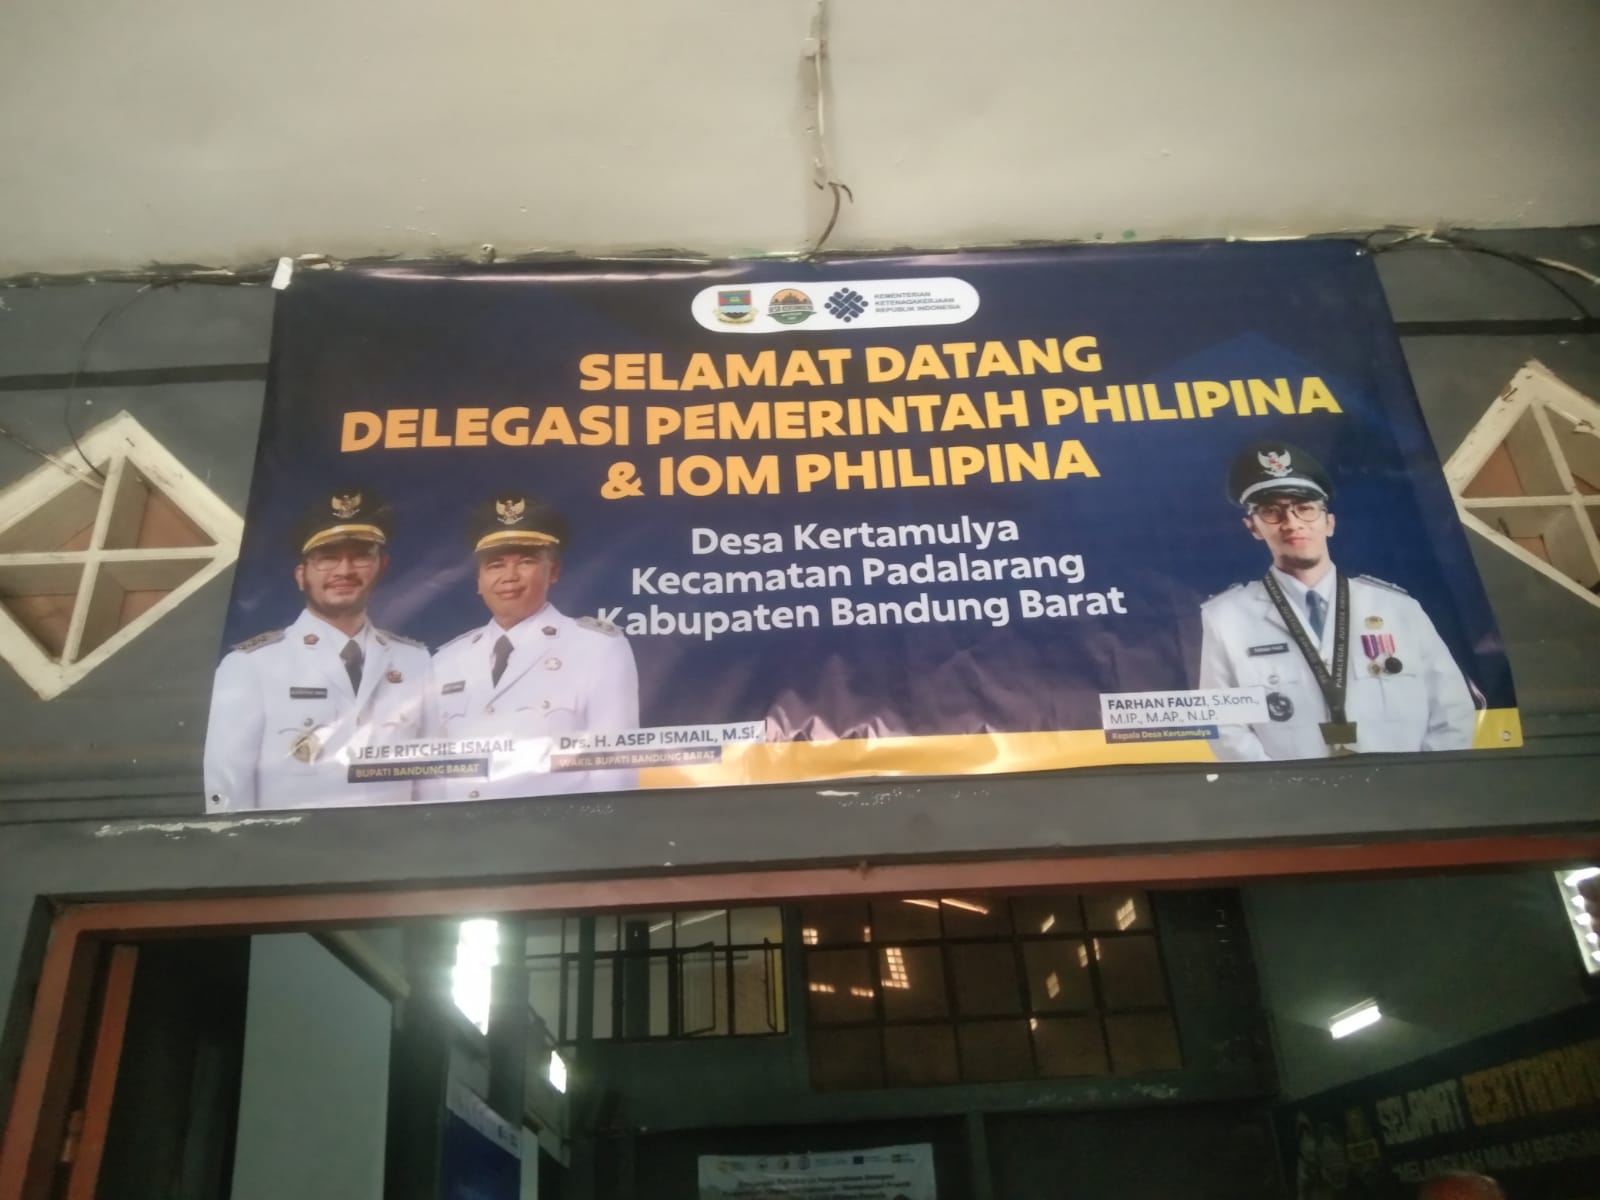 KEMENTERIAN
KETENAGAKERJAAN
REPUBLIK INDONESIA
SELAMAT DATANG
DELEGASI PEMERINTAH PHILIPINA
& IOM PHILIPINA
Desa Kertamulya
Kecamatan Padalarang
Kabupaten Bandung Barat
JEJE RITCHIE ISMAIL
BUPATI BANDUNG BARAT
Drs. H. ASEP ISMAIL, M.Si.
WAKIL BUPATI BANDUNG BARAT
FARHAN FAUZI, S.Kom.,
M.IP., M.AP., N.LP.
Kepala Desa Kertamulya
SELAMAT